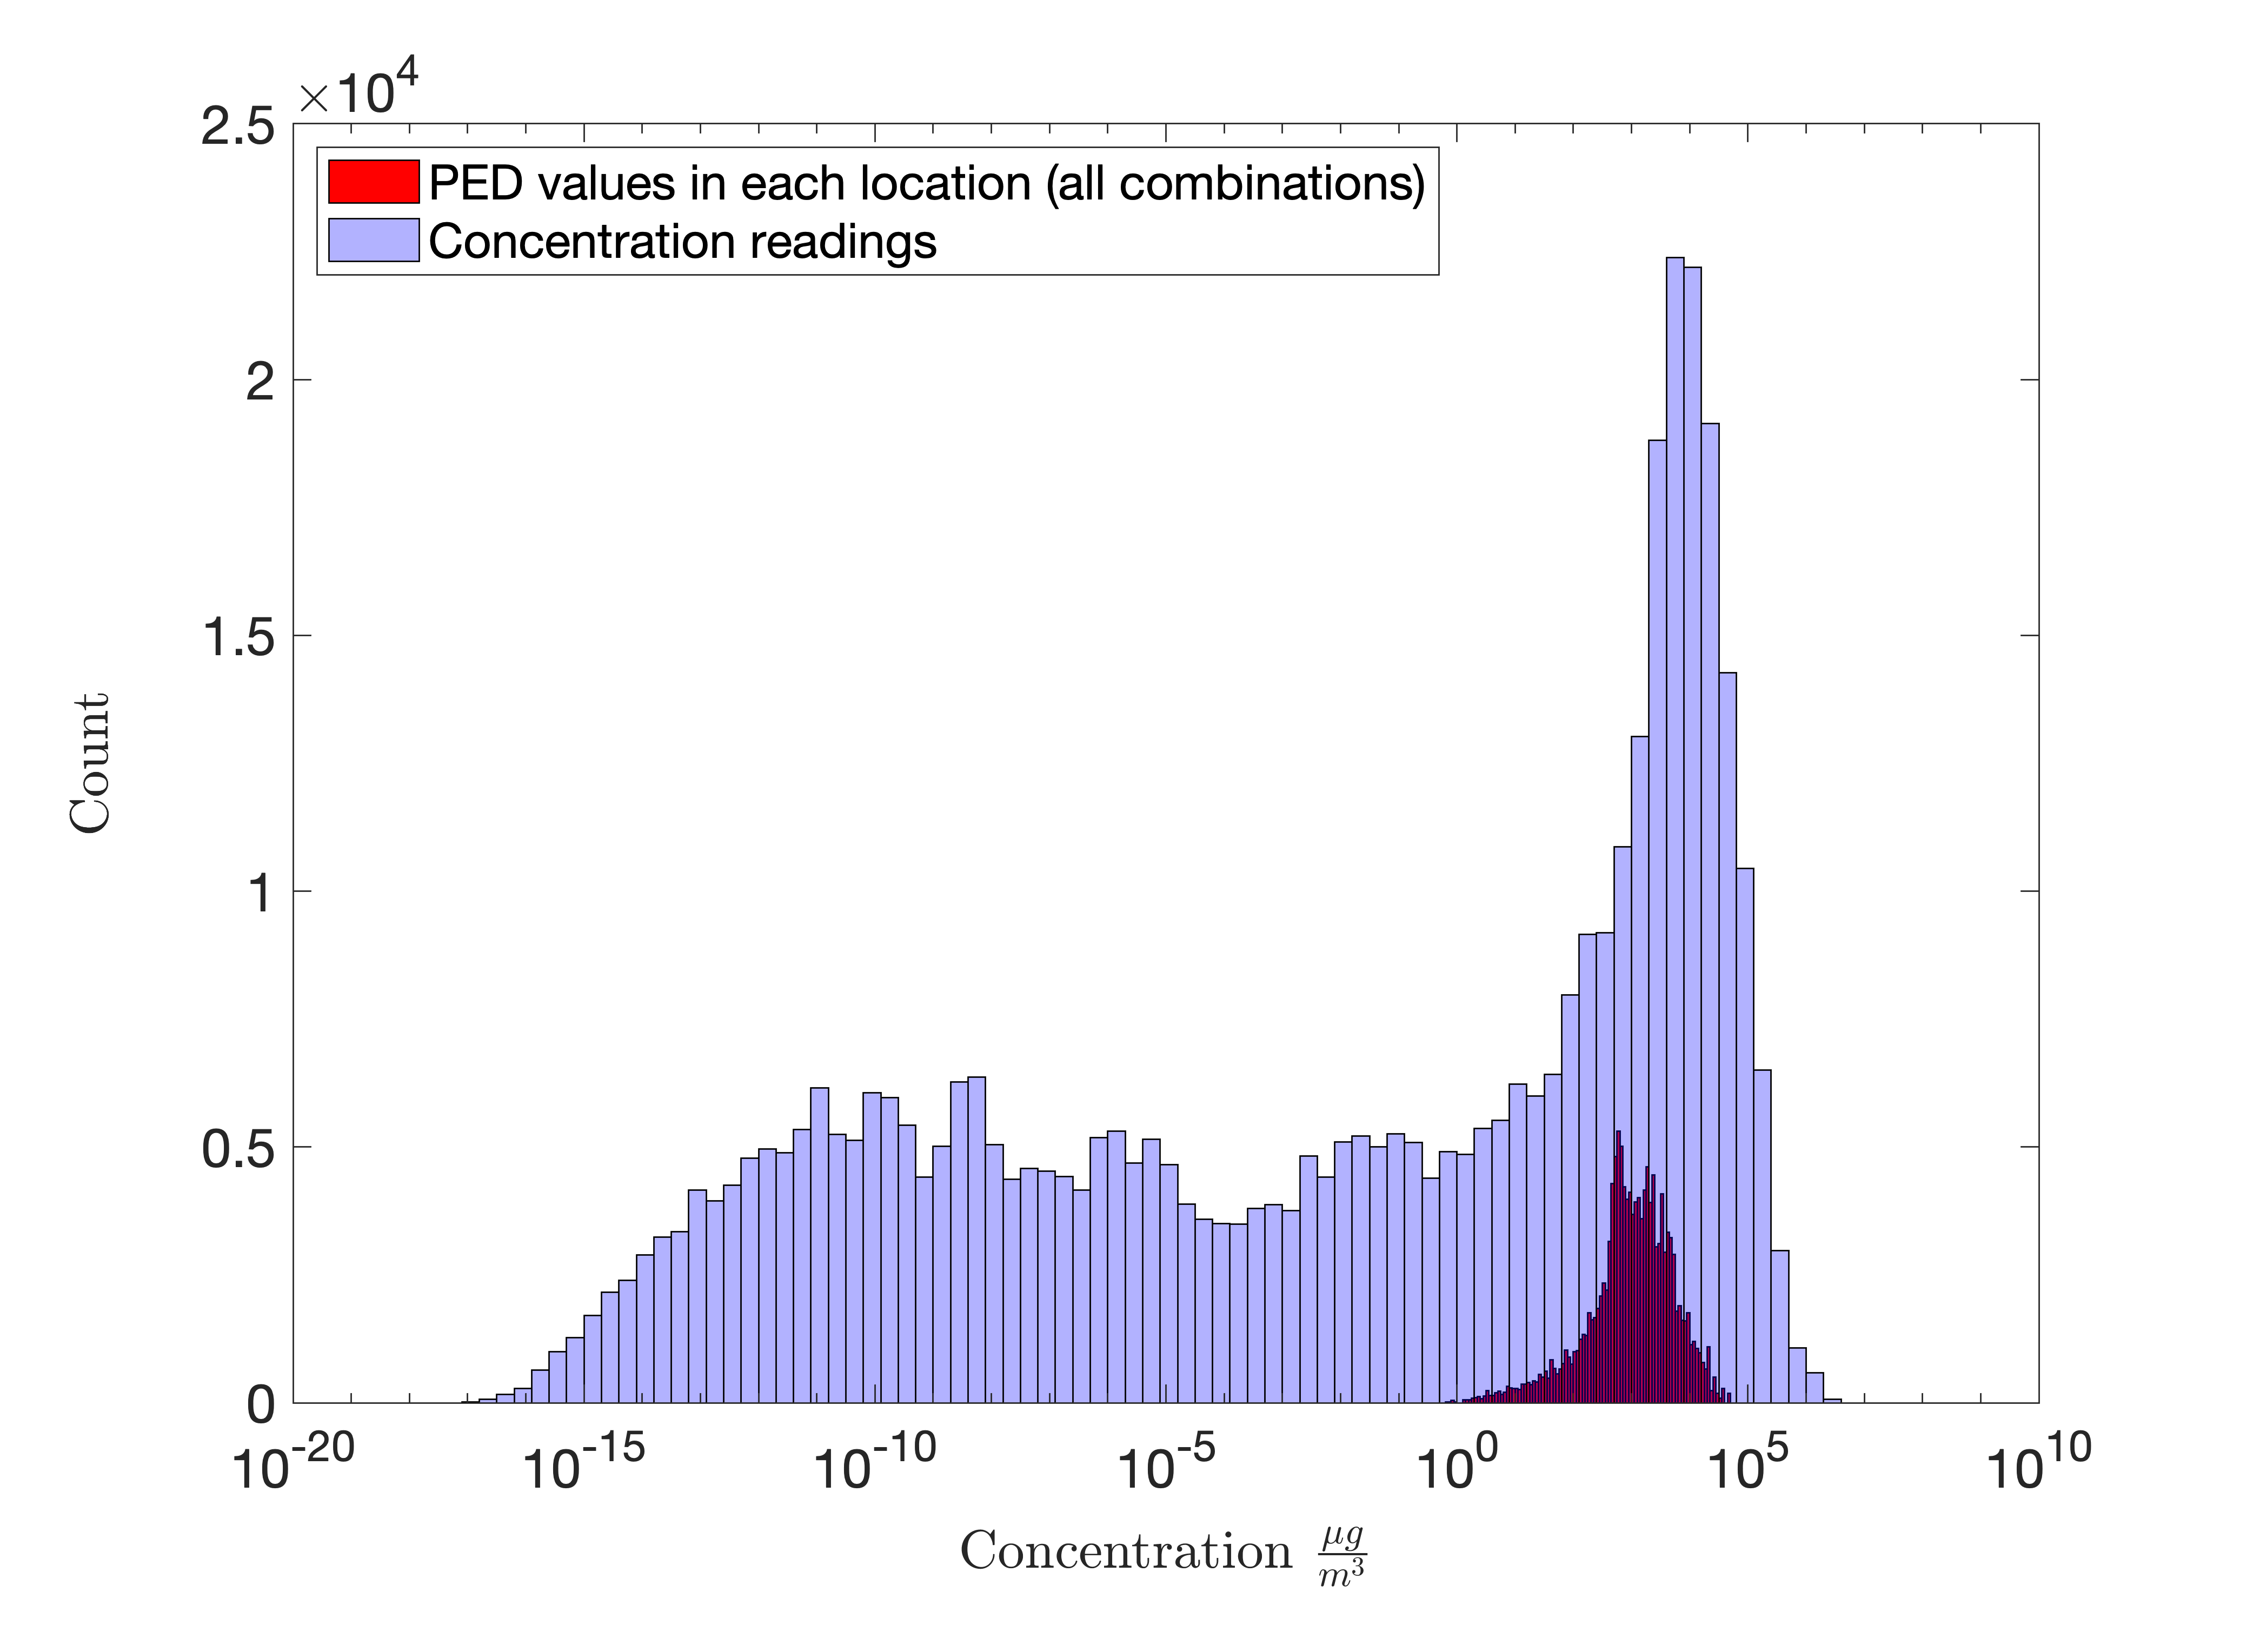 ×10^4
2.5
2
1.5
1
0.5
0
Count
PED values in each location (all combinations)
Concentration readings
10^-20 10^-15 10^-10 10^-5 10^0 10^5 10^10
Concentration μg/m^3